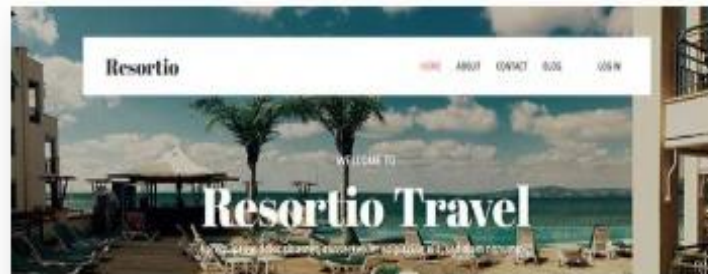 Resortio
HOME ABOUT CONTACT BLOG LOG IN
WELCOME TO
Resortio Travel